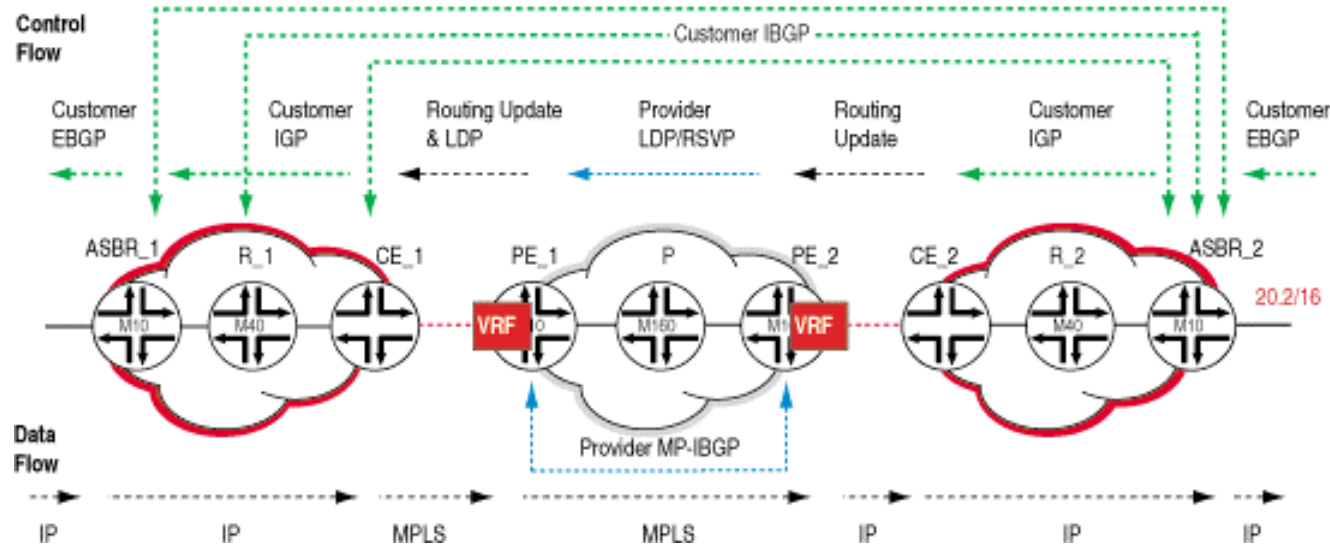 Control
Flow
Customer IBGP
Customer
EBGP
Customer
IGP
Routing Update
& LDP
Provider
LDP/RSVP
Routing
Update
Customer
IGP
Customer
EBGP
ASBR_1
R_1
CE_1
PE_1
P
PE_2
CE_2
R_2
ASBR_2
20.2/16
M10
M40
VRF
M160
VRF
M40
M10
Data
Flow
Provider MP-IBGP
IP
IP
MPLS
MPLS
IP
IP
IP